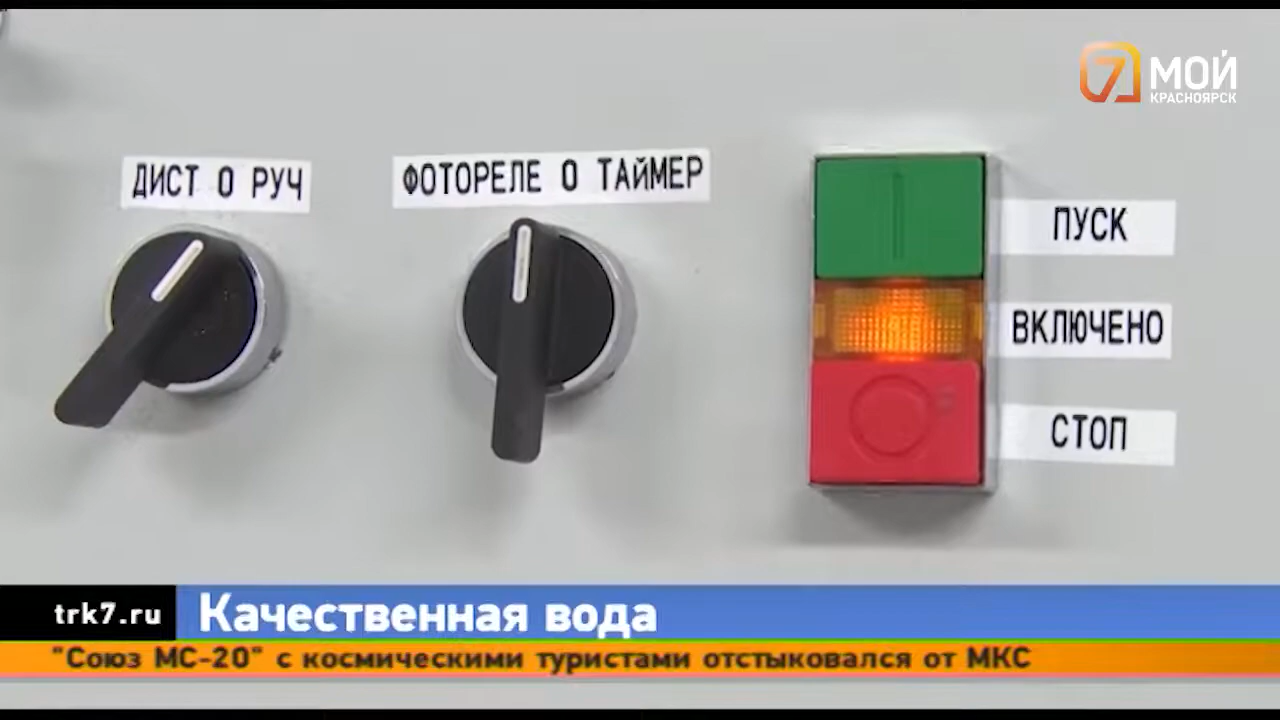 7 МОЙ
КРАСНОЯРСК
ДИСТ О РУЧ
ФОТОРЕЛЕ О ТАЙМЕР
ПУСК
ВКЛЮЧЕНО
СТОП
trk7.ru
Качественная вода
"Союз МС-20" с космическими туристами отстыковался от МКС